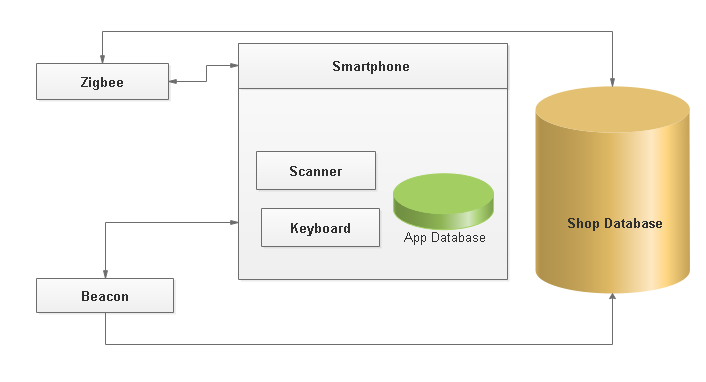 Smartphone
Zigbee
Scanner
Keyboard
App Database
Shop Database
Beacon